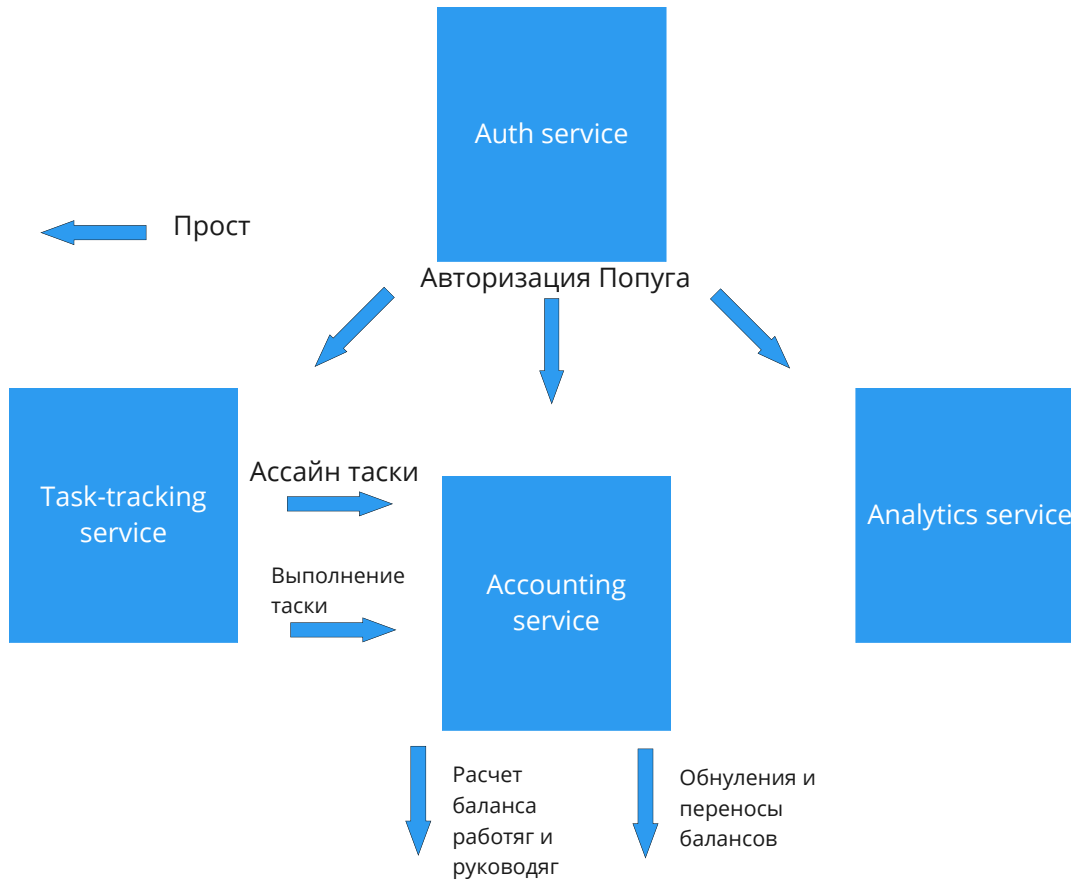 Auth service
Прост
Авторизация Попуга
Ассайн таски
Task-tracking
service
Analytics service
Выполнение
таски
Accounting
service
Расчет
баланса
работяг и
руководяг
Обнуления и
переносы
балансов